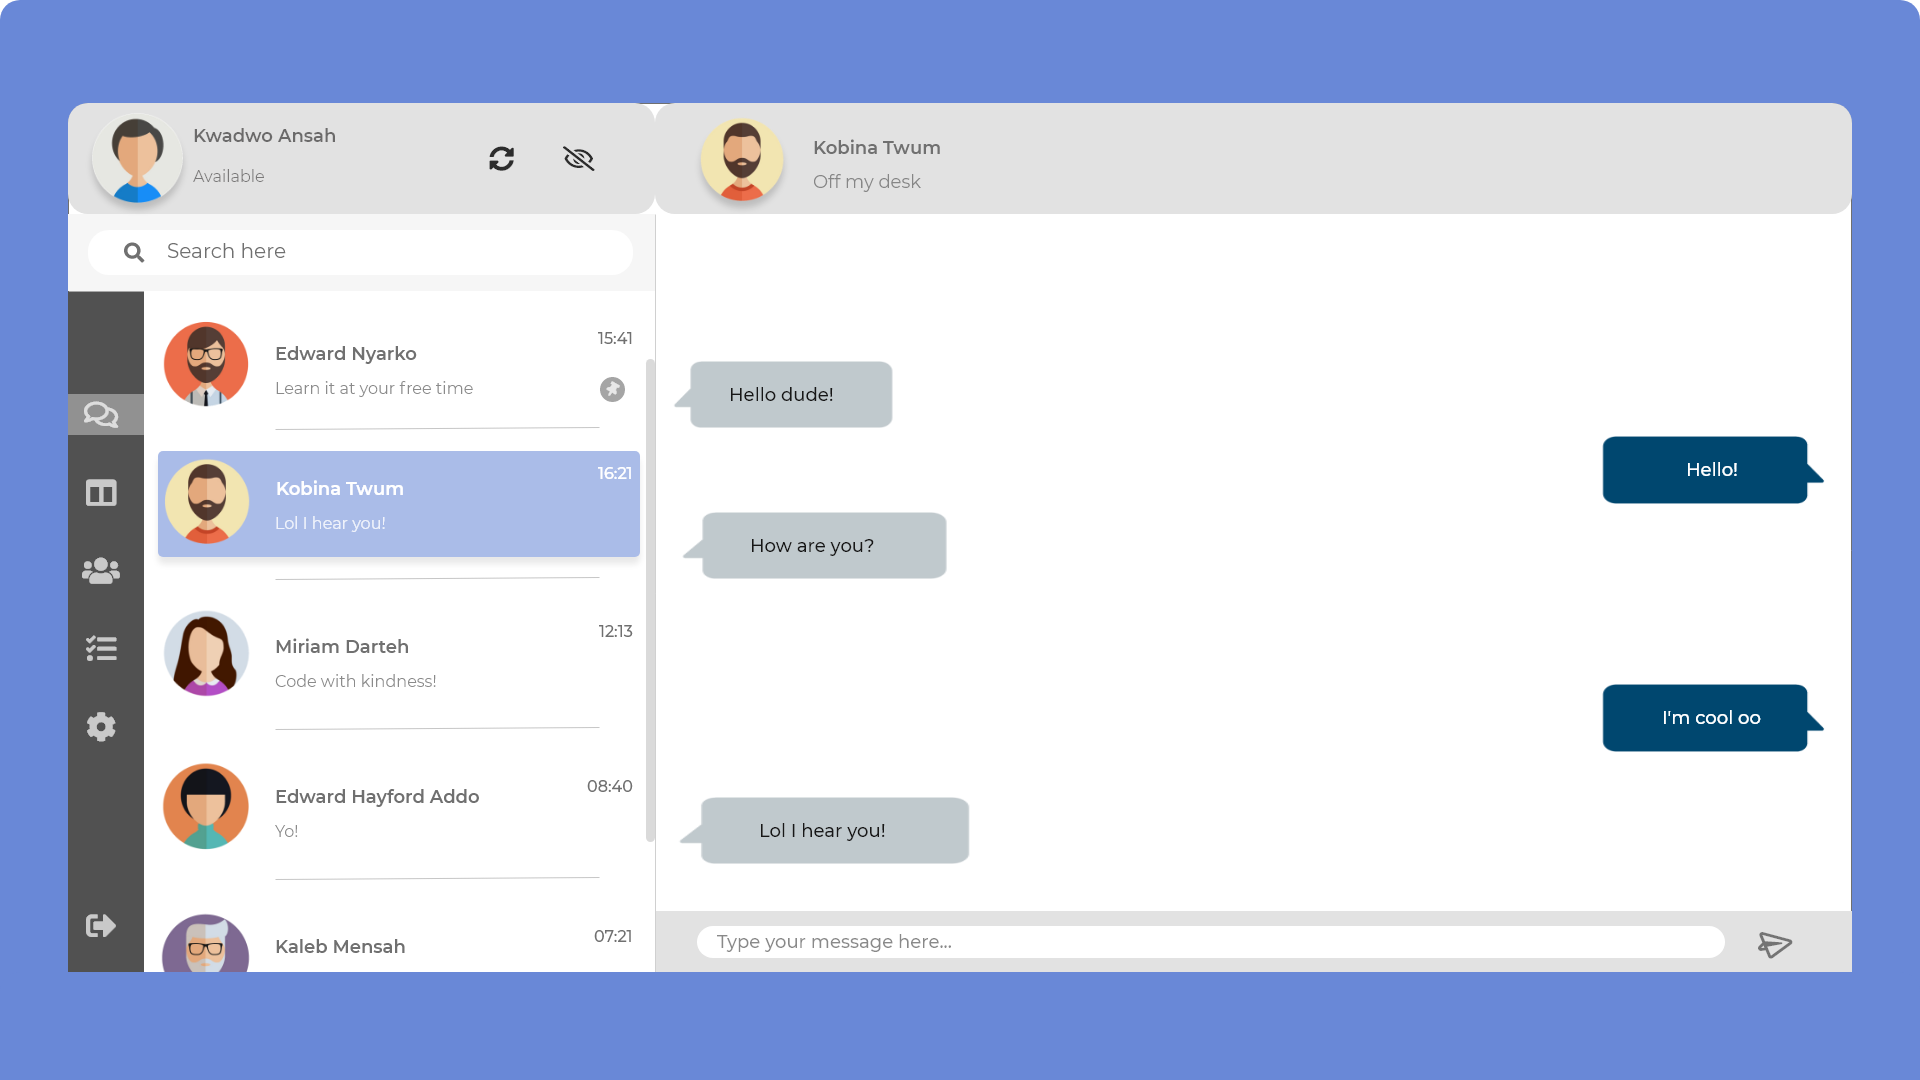 Kwadwo Ansah
Available
Kobina Twum
Off my desk
Search here
15:41
Edward Nyarko
Learn it at your free time
16:21
Kobina Twum
Lol I hear you!
12:13
Miriam Darteh
Code with kindness!
08:40
Edward Hayford Addo
Yo!
07:21
Kaleb Mensah
Hello dude!
Hello!
How are you?
I'm cool oo
Lol I hear you!
Type your message here...